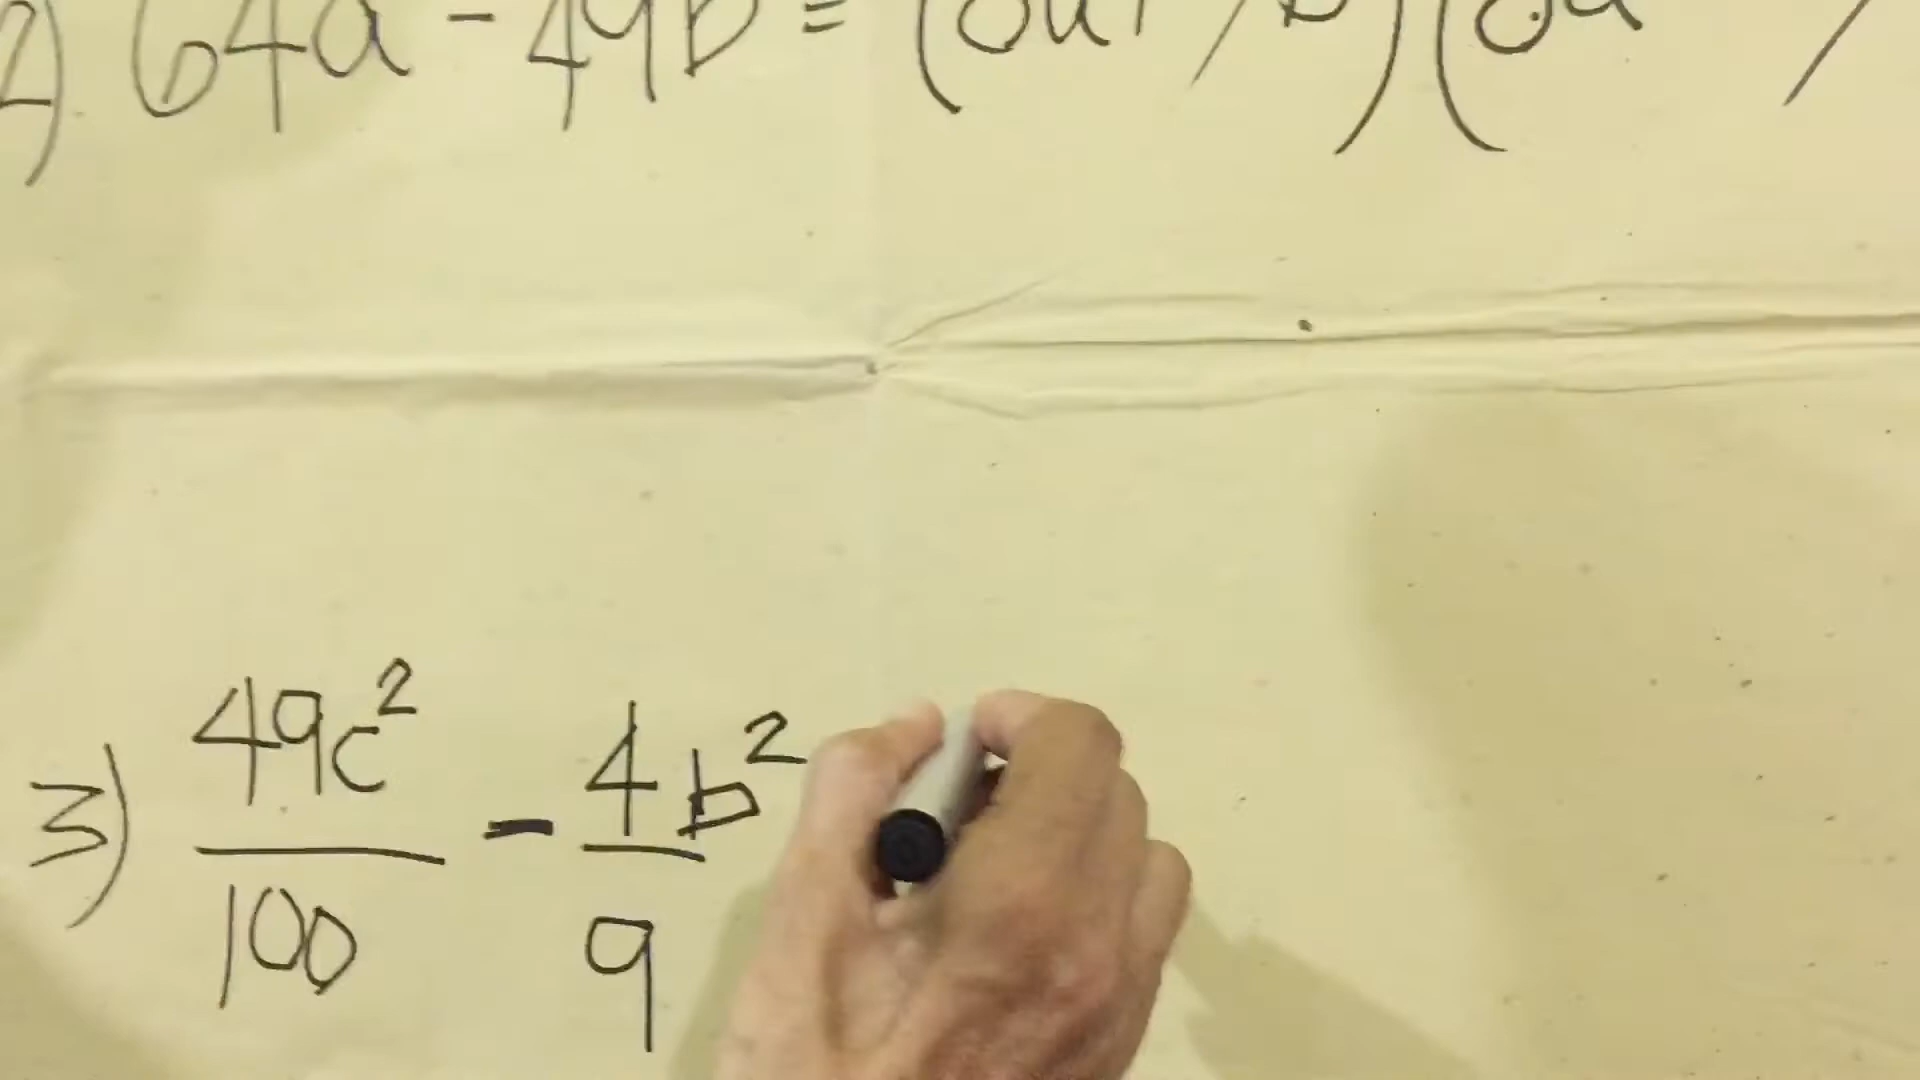 2) 64a - 49b = (8a + 7b)(8a
3) 49c²/100 - 4b²/9